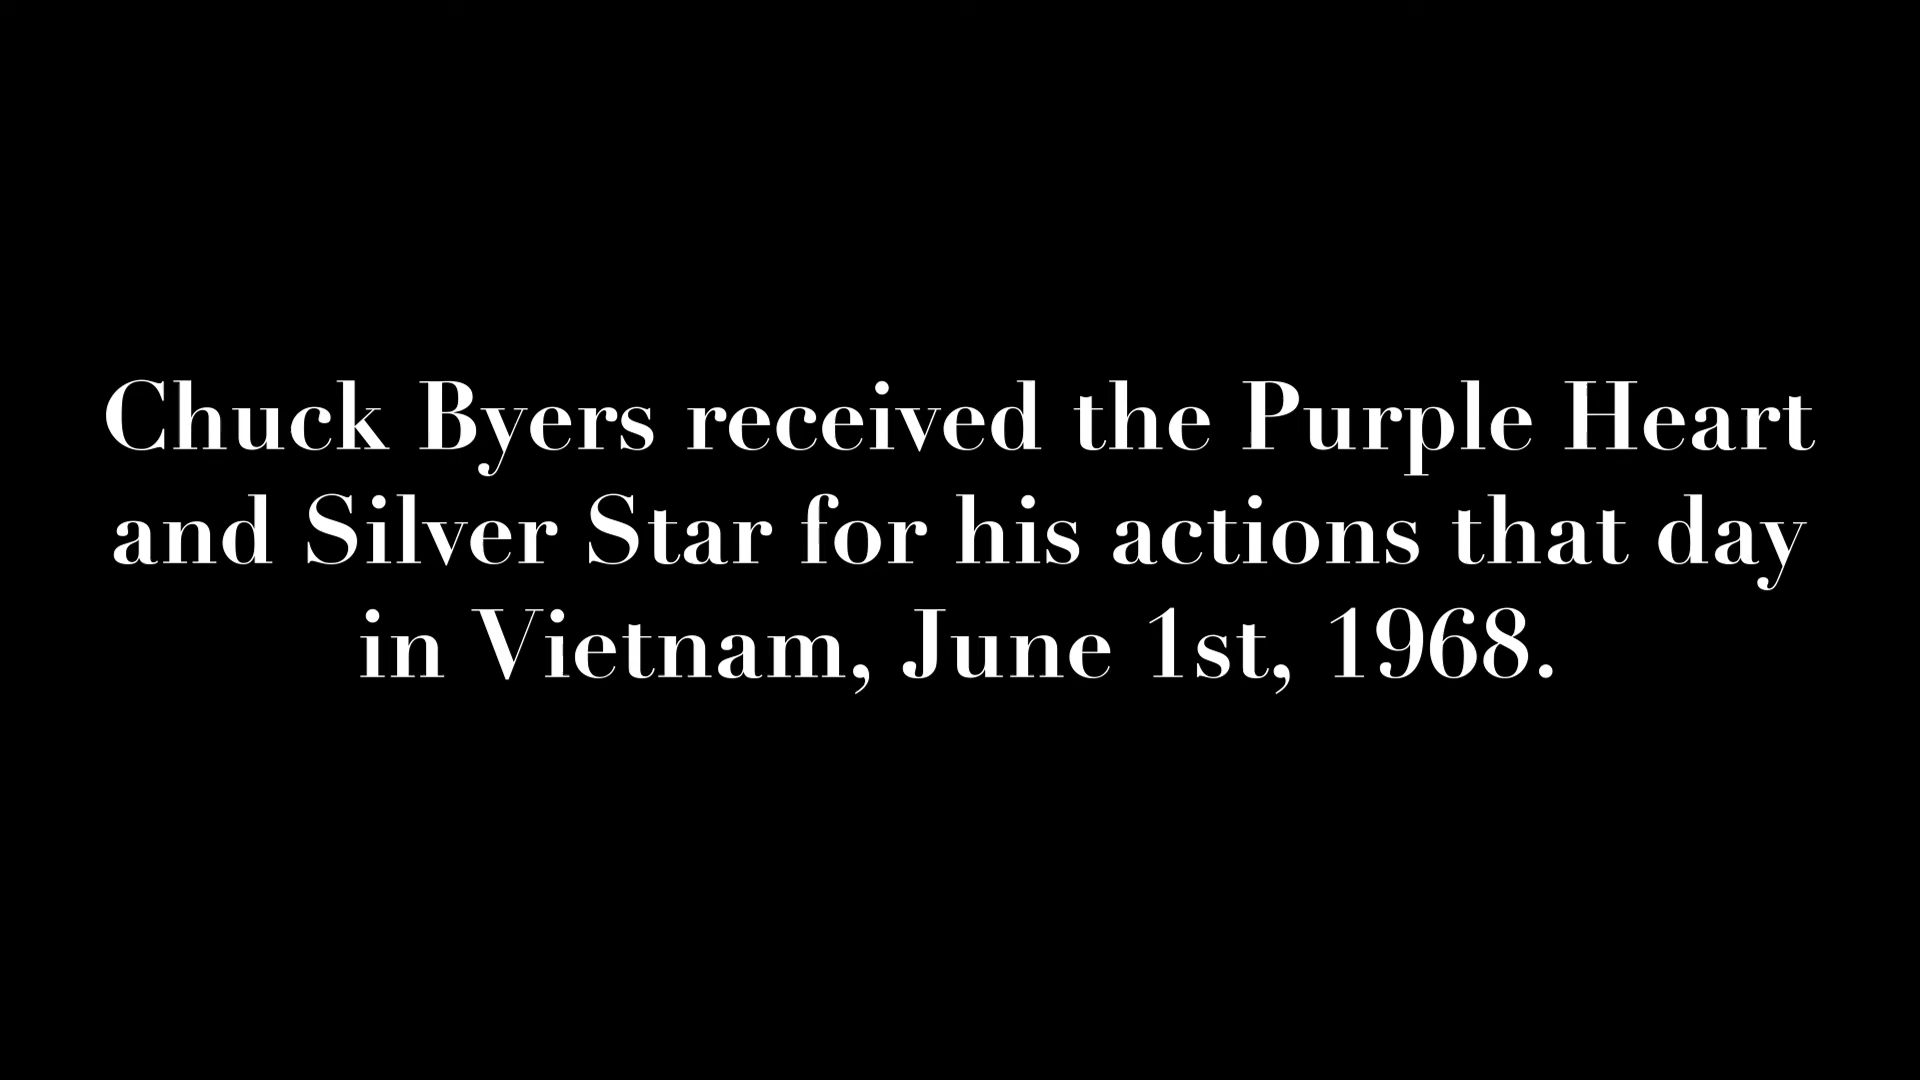 Chuck Byers received the Purple Heart
and Silver Star for his actions that day
in Vietnam, June 1st, 1968.